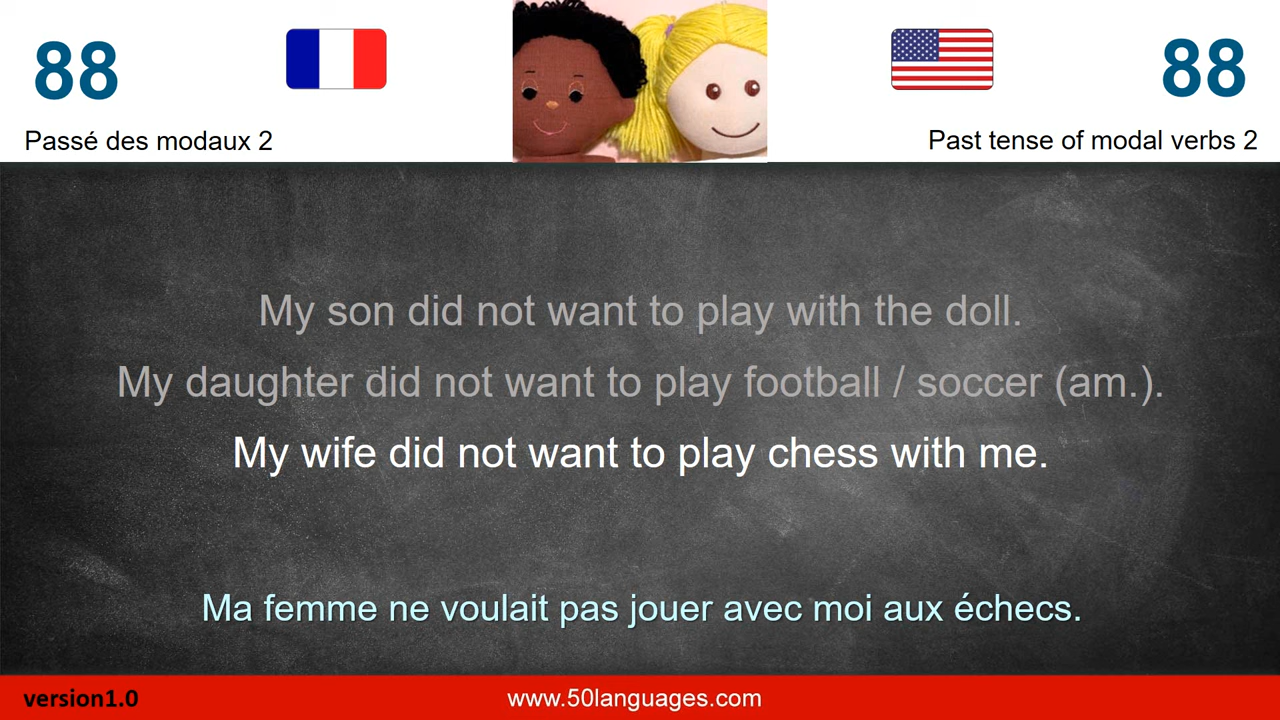 88
88
Passé des modaux 2
Past tense of modal verbs 2
My son did not want to play with the doll.
My daughter did not want to play football / soccer (am.).
My wife did not want to play chess with me.
Ma femme ne voulait pas jouer avec moi aux échecs.
version1.0
www.50languages.com